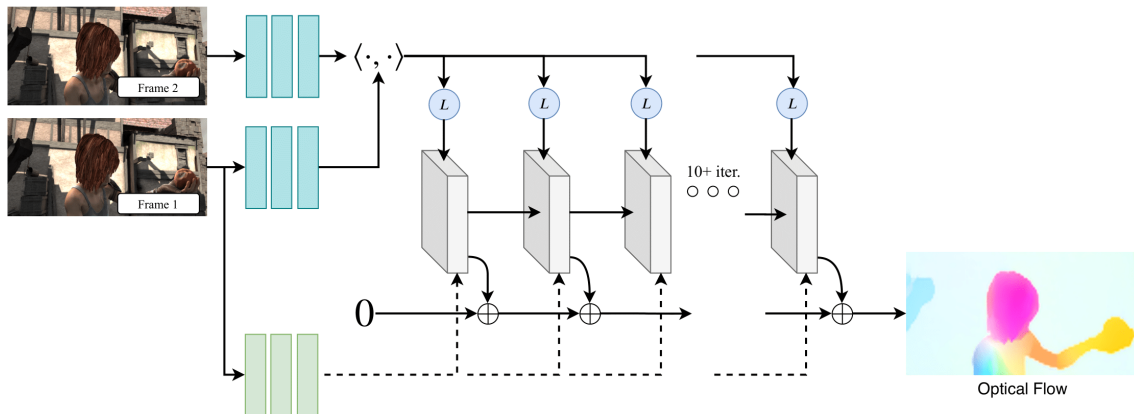 Frame 2
⟨·, ·⟩
L L L L
Frame 1
10+ iter.
0
Optical Flow